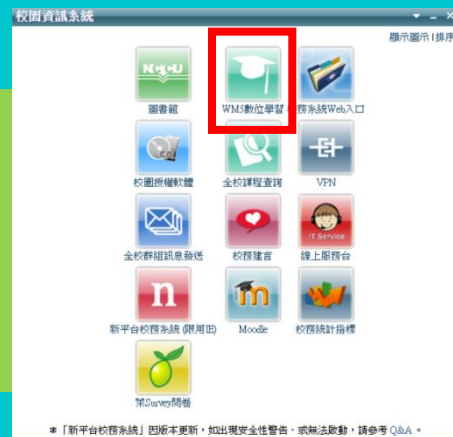 校園資訊系統
顯示圖示|排序
NCCU
圖書館
WM5數位學習
校務系統Web入口
校園授權軟體
全校課程查詢
VPN
IT Service
全校群組訊息發送
校務建言
線上服務台
n
m
新平台校務系統 (限用IE)
Moodle
校務統計指標
菜Survey問卷
*「新平台校務系統」因版本更新,如出現安全性警告、或無法啟動,請參考 Q&A。